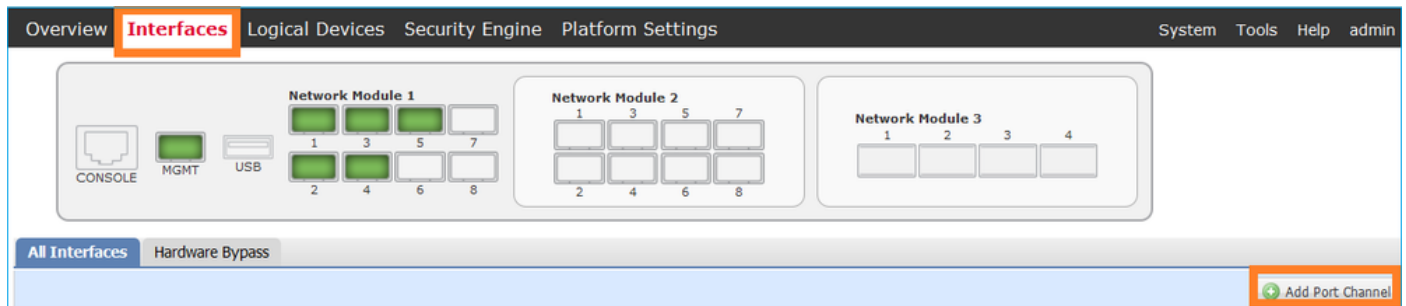 Overview Interfaces Logical Devices Security Engine Platform Settings System Tools Help admin
Network Module 1 Network Module 2 Network Module 3
1 3 5 7
1 2 3 4
CONSOLE MGMT USB
1 3 5 7
2 4 6 8
2 4 6 8
All Interfaces Hardware Bypass
Add Port Channel